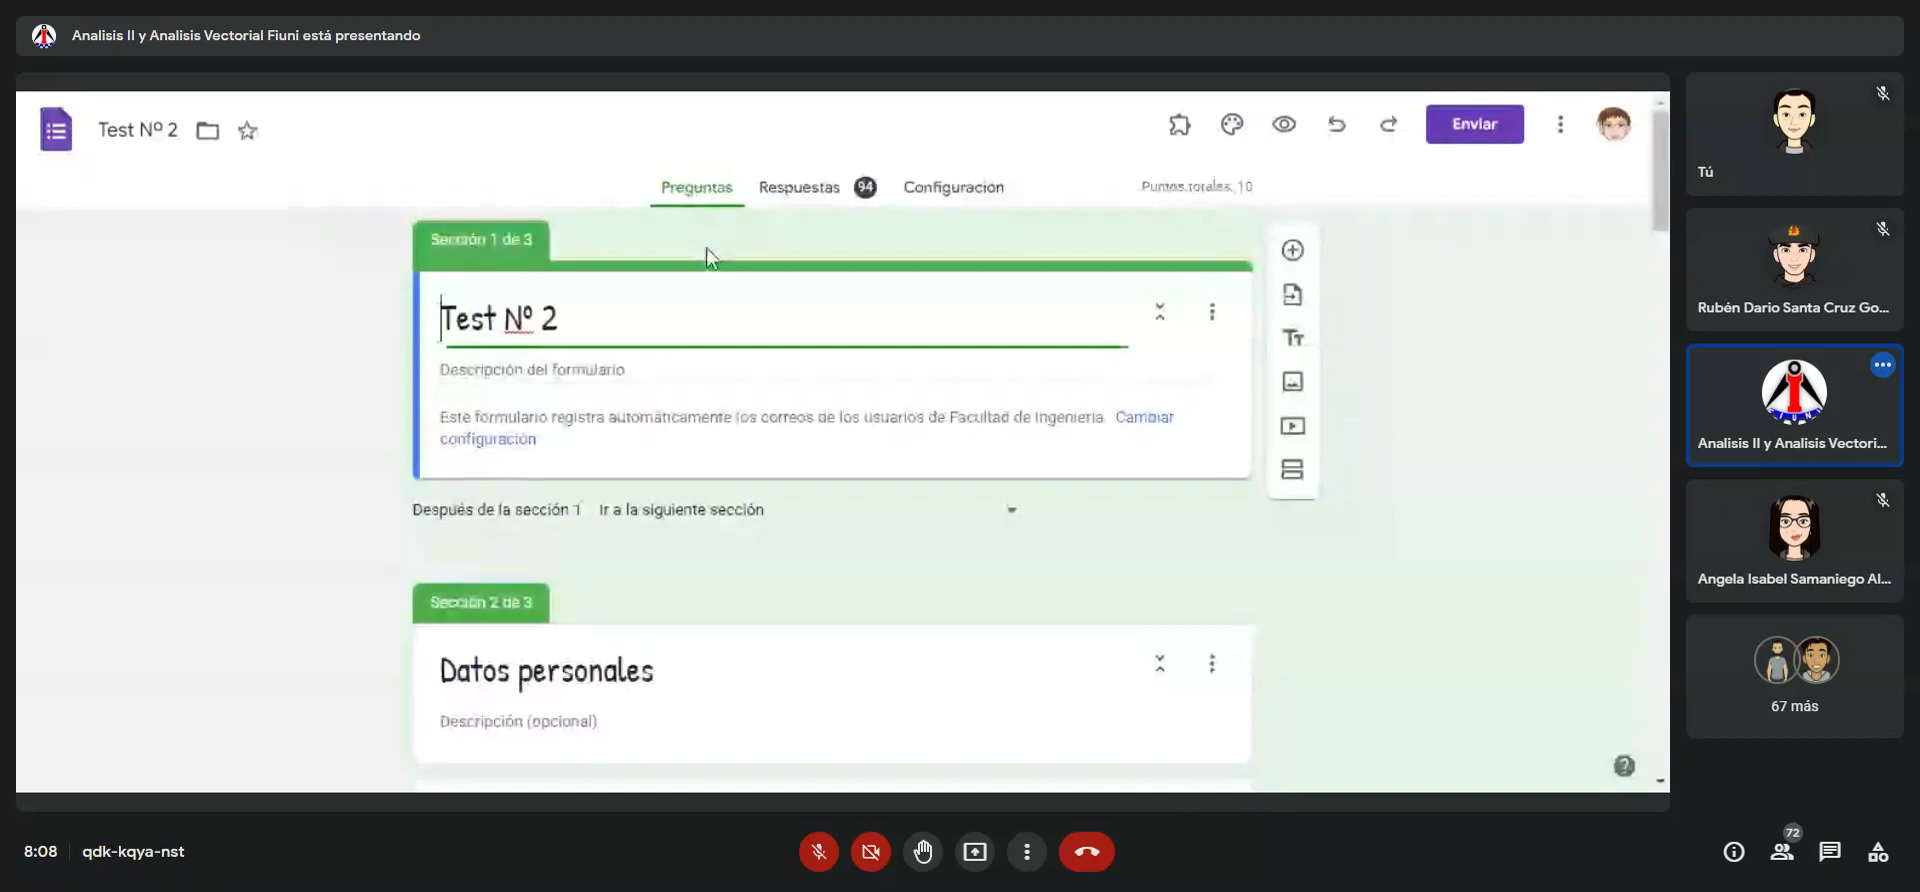 Analisis II y Analisis Vectorial Fiuni está presentando
Test Nº 2
Enviar
Preguntas
Respuestas
94
Configuración
Puntos totales: 10
Sección 1 de 3
Test Nº 2
Descripción del formulario
Este formulario registra automáticamente los correos de los usuarios de Facultad de Ingeniería. Cambiar
configuración
Después de la sección 1 Ir a la siguiente sección
Sección 2 de 3
Datos personales
Descripción (opcional)
Tú
Rubén Dario Santa Cruz Go...
Analisis II y Analisis Vectori...
Angela Isabel Samaniego Al...
67 más
8:08
qdk-kqya-nst
72